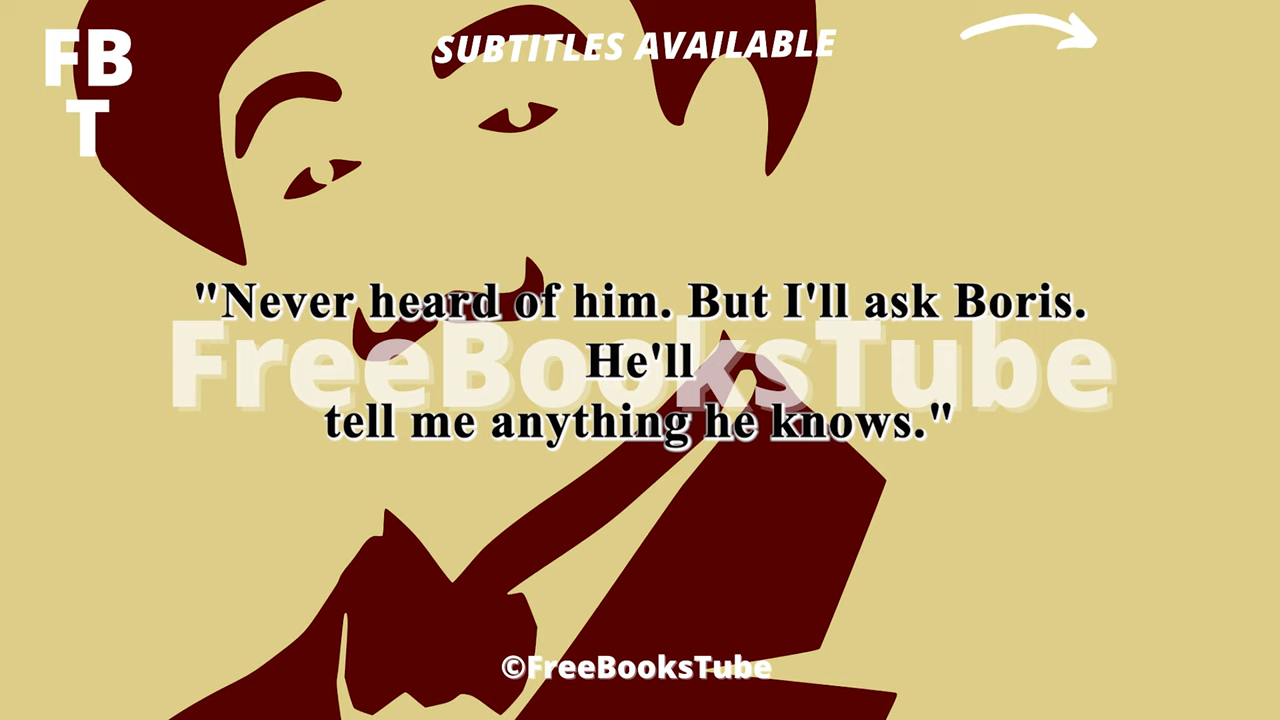 FB
T
SUBTITLES AVAILABLE
"Never heard of him. But I'll ask Boris.
He'll
FreeBooksTube
tell me anything he knows."
©FreeBooksTube